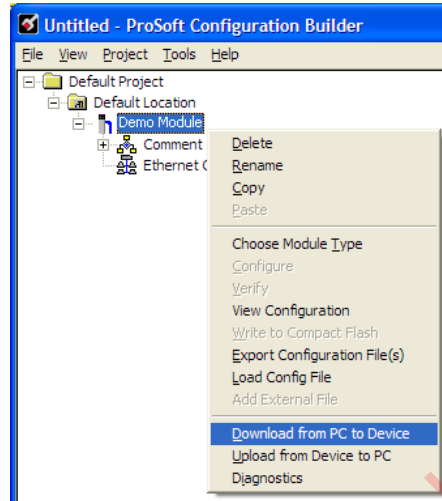 Untitled - ProSoft Configuration Builder
File View Project Tools Help
Default Project
Default Location
Demo Module
Comment
Ethernet
Delete
Rename
Copy
Paste
Choose Module Type
Configure
Verify
View Configuration
Write to Compact Flash
Export Configuration File(s)
Load Config File
Add External File
Download from PC to Device
Upload from Device to PC
Diagnostics